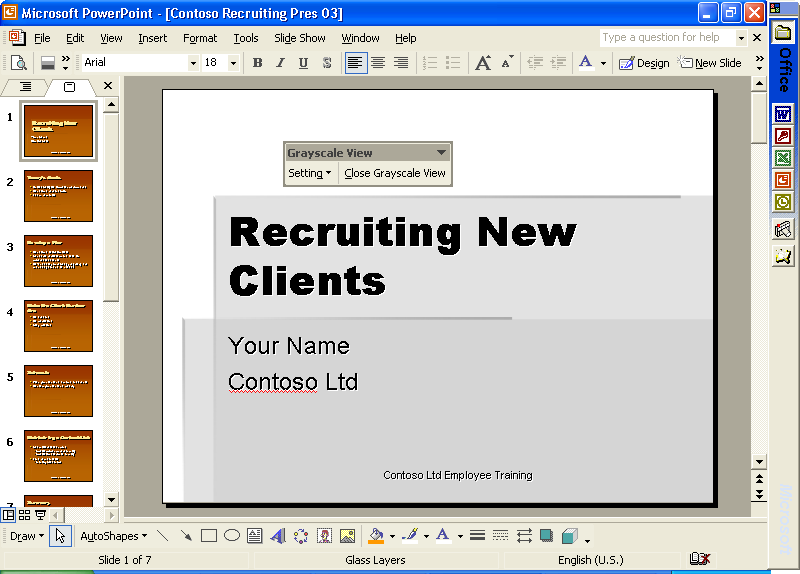 Microsoft PowerPoint - [Contoso Recruiting Pres 03]
File Edit View Insert Format Tools Slide Show Window Help Type a question for help
Arial 18 B I U S A A A Design New Slide
Office
1
2
3
4
5
6
7
Grayscale View
Setting Close Grayscale View
Recruiting New
Clients
Your Name
Contoso Ltd
Contoso Ltd Employee Training
Draw AutoShapes A
Slide 1 of 7 Glass Layers English (U.S.)
Microsoft